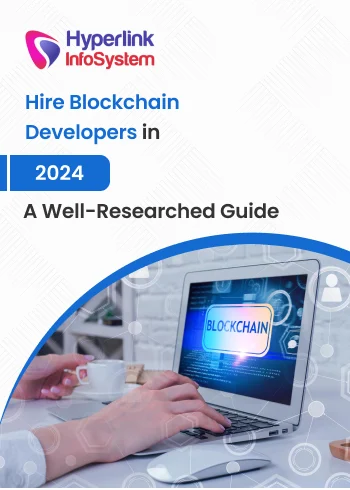 Hyperlink
InfoSystem
Hire Blockchain
Developers in
2024
A Well-Researched Guide
BLOCKCHAIN